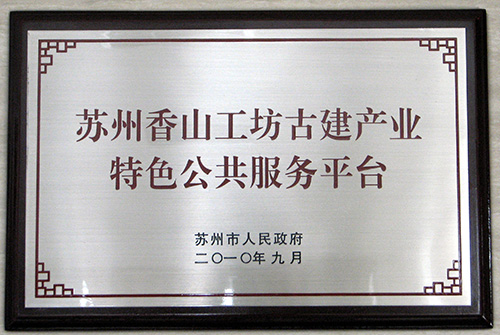 苏州香山工坊古建产业
特色公共服务平台
苏州市人民政府
二〇一〇年九月